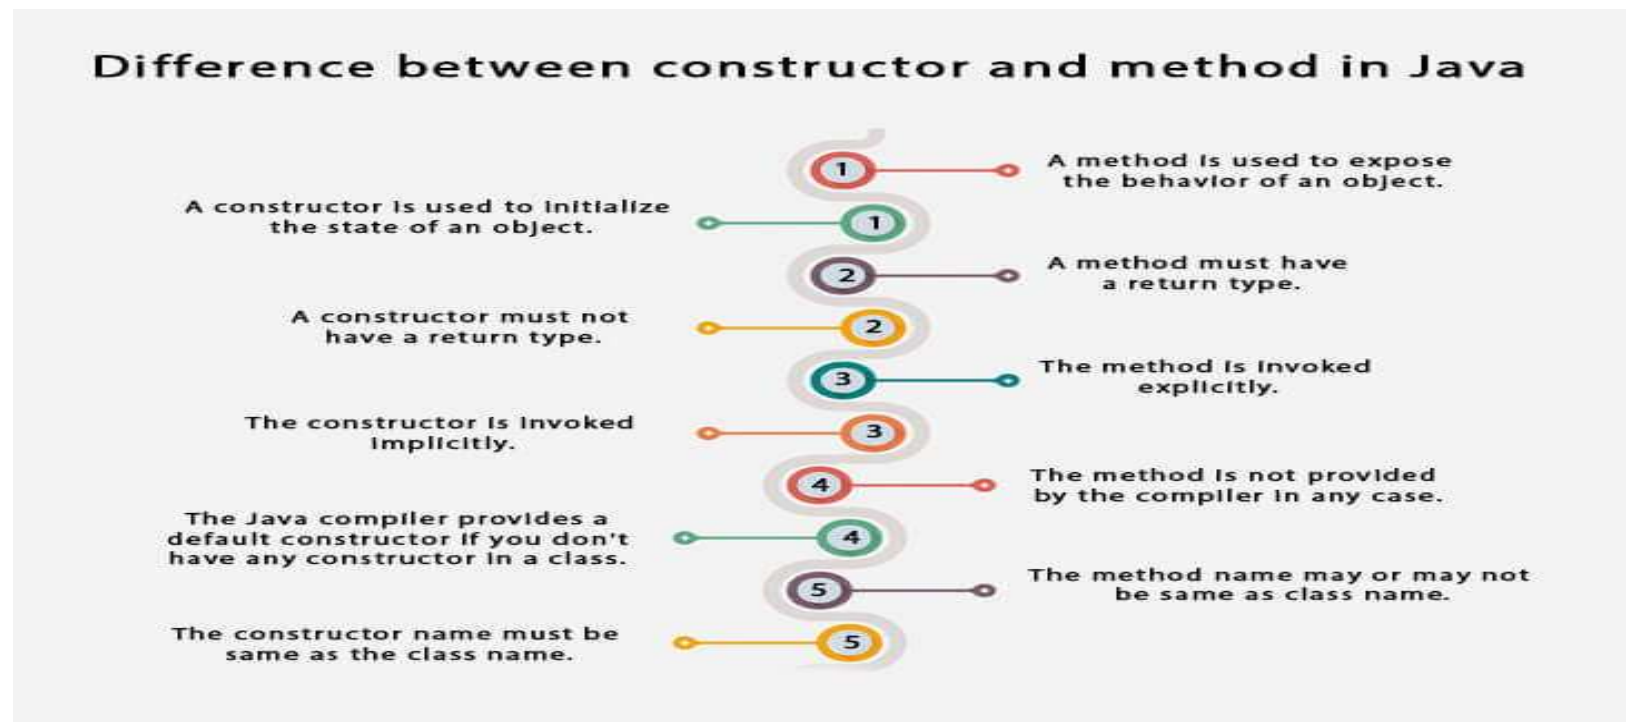 Difference between constructor and method in Java
1
A method is used to expose
the behavior of an object.
A constructor is used to initialize
the state of an object.
1
2
A method must have
a return type.
A constructor must not
have a return type.
2
3
The method is invoked
explicitly.
The constructor is invoked
implicitly.
3
4
The method is not provided
by the compiler in any case.
The Java compiler provides a
default constructor if you don't
have any constructor in a class.
4
5
The method name may or may not
be same as class name.
The constructor name must be
same as the class name.
5